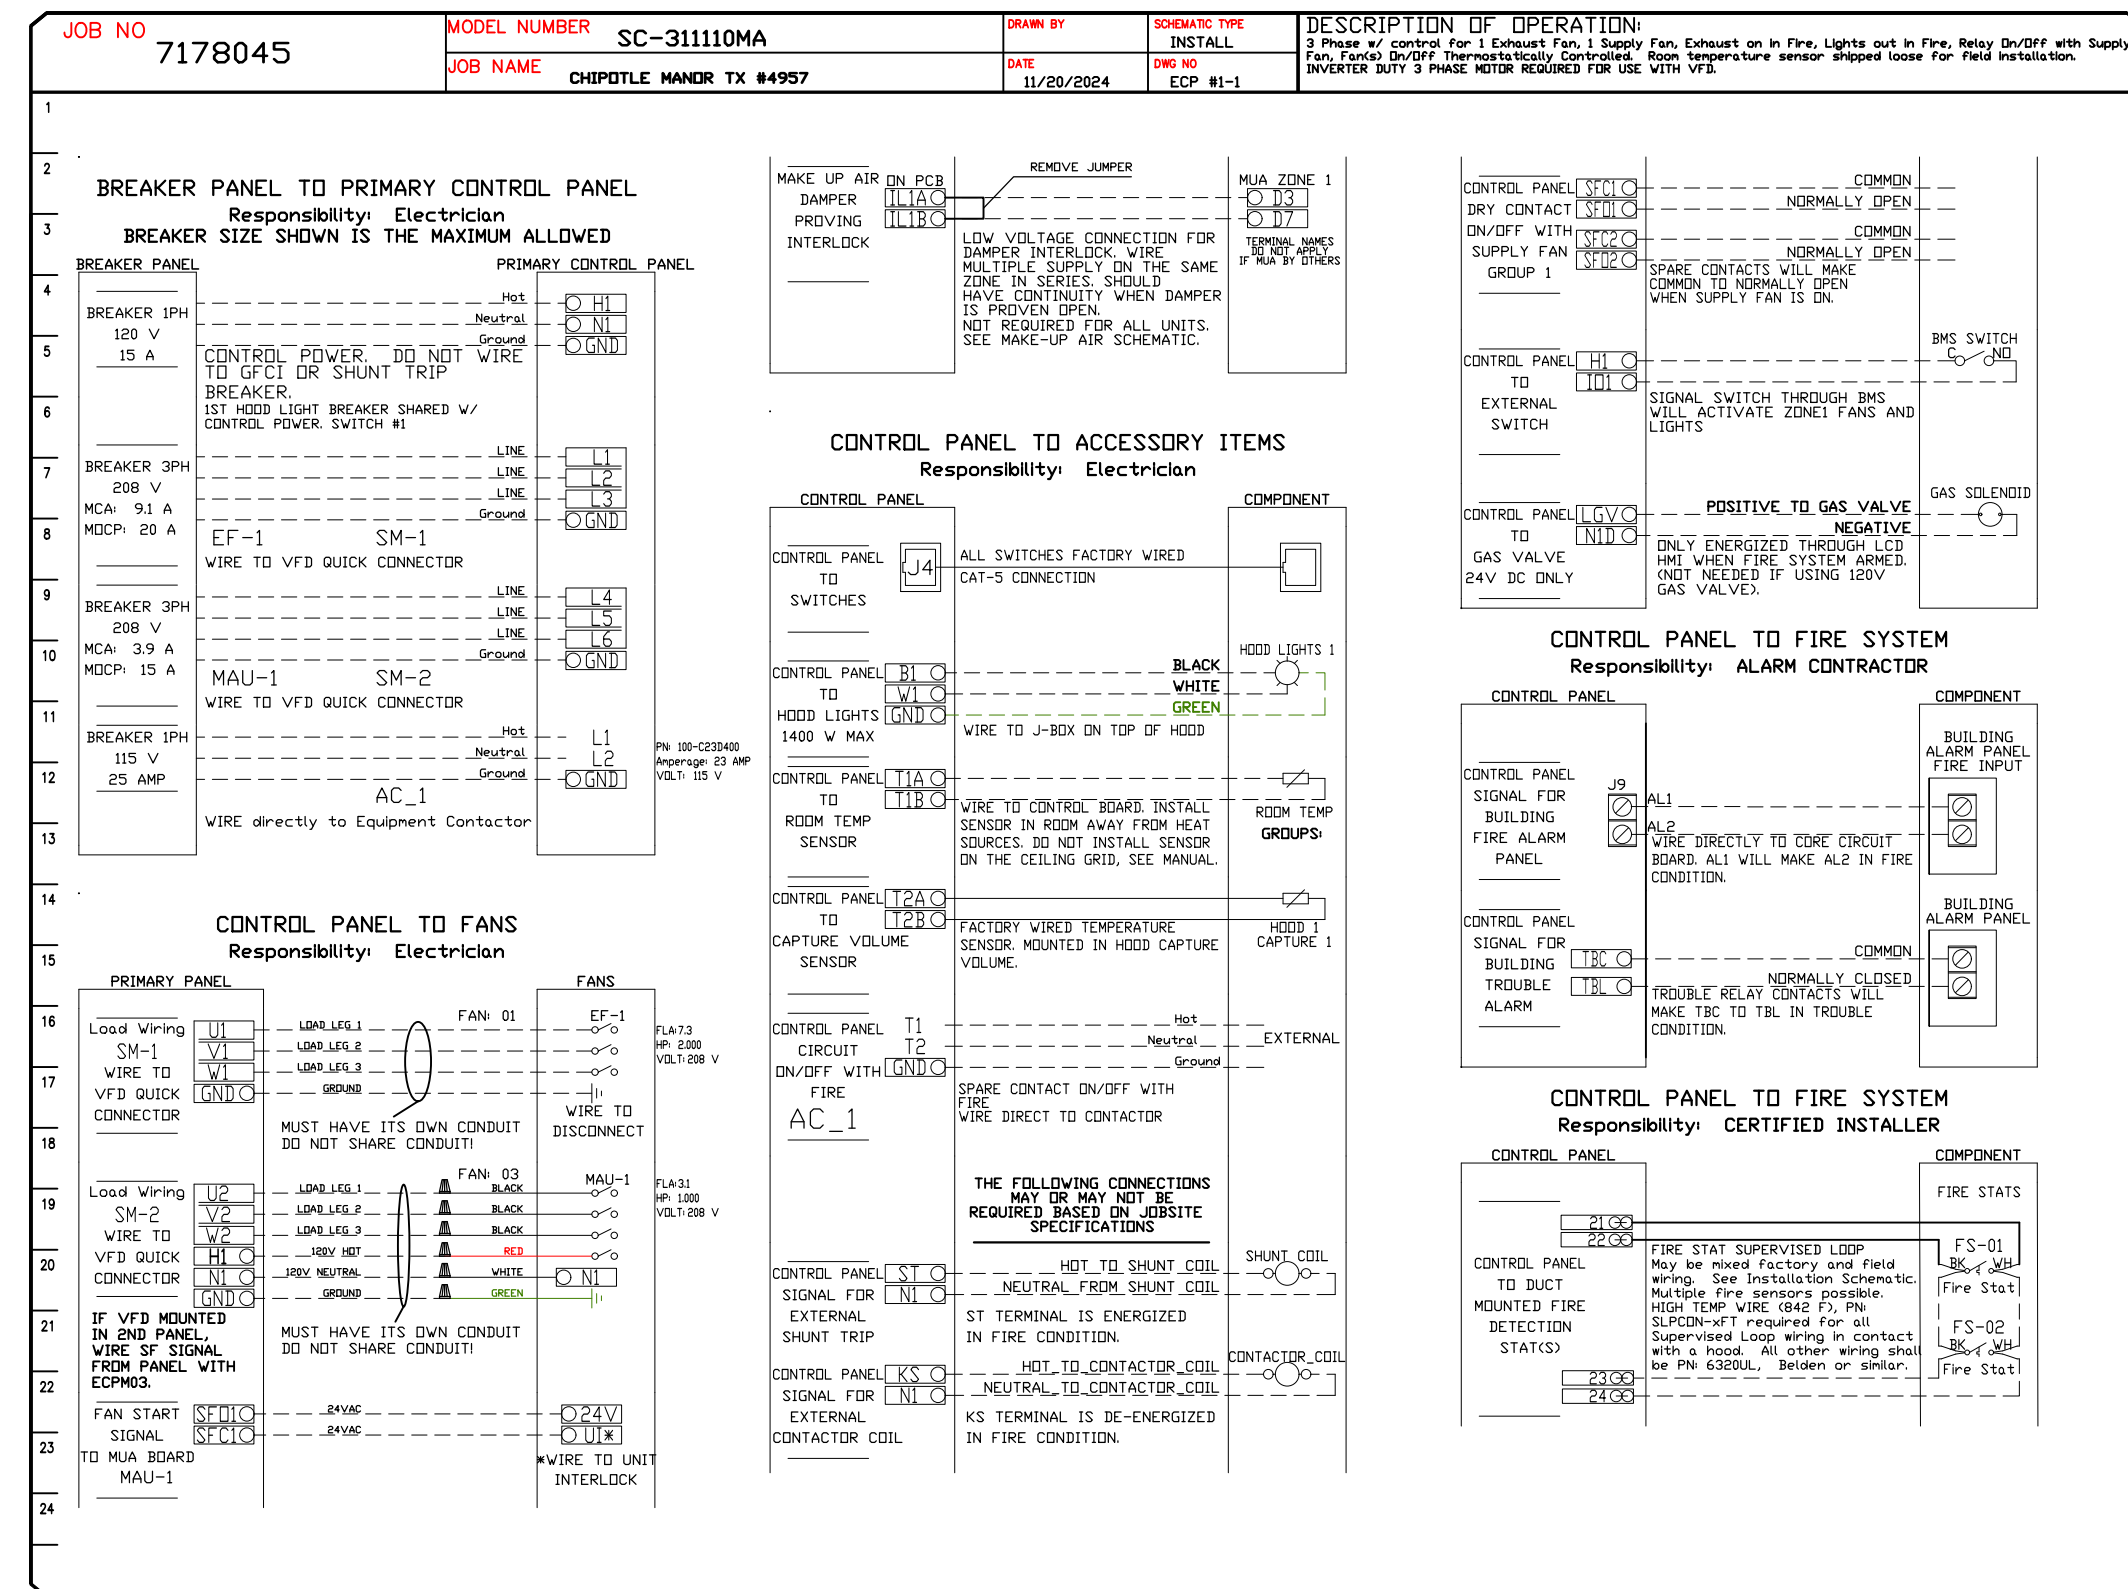 JOB NO
7178045
MODEL NUMBER
SC-311110MA
JOB NAME
CHIPOTLE MANOR TX #4957
DRAWN BY
DATE
11/20/2024
SCHEMATIC TYPE
INSTALL
DWG NO
ECP #1-1
DESCRIPTION OF OPERATION:
3 Phase w/ control for 1 Exhaust Fan, 1 Supply Fan, Exhaust on in Fire, Lights out in Fire, Relay On/Off with Supply
Fan, Fan(s) On/Off Thermostatically Controlled. Room temperature sensor shipped loose for field installation.
INVERTER DUTY 3 PHASE MOTOR REQUIRED FOR USE WITH VFD.
1
2
3
4
5
6
7
8
9
10
11
12
13
14
15
16
17
18
19
20
21
22
23
24
BREAKER PANEL TO PRIMARY CONTROL PANEL
Responsibility: Electrician
BREAKER SIZE SHOWN IS THE MAXIMUM ALLOWED
BREAKER PANEL
PRIMARY CONTROL PANEL
BREAKER 1PH
120 V
15 A
Hot
H1
Neutral
N1
Ground
GND
CONTROL POWER. DO NOT WIRE
TO GFCI OR SHUNT TRIP
BREAKER.
1ST HOOD LIGHT BREAKER SHARED W/
CONTROL POWER. SWITCH #1
BREAKER 3PH
208 V
MCA: 9.1 A
MOCP: 20 A
LINE
L1
LINE
L2
LINE
L3
Ground
GND
EF-1
SM-1
WIRE TO VFD QUICK CONNECTOR
BREAKER 3PH
208 V
MCA: 3.9 A
MOCP: 15 A
LINE
L4
LINE
L5
LINE
L6
Ground
GND
MAU-1
SM-2
WIRE TO VFD QUICK CONNECTOR
BREAKER 1PH
115 V
25 AMP
Hot
L1
Neutral
L2
Ground
GND
PN: 100-C23D400
Amperage: 23 AMP
VOLT: 115 V
AC_1
WIRE directly to Equipment Contactor
CONTROL PANEL TO FANS
Responsibility: Electrician
PRIMARY PANEL
FANS
Load Wiring
SM-1
WIRE TO
VFD QUICK
CONNECTOR
U1
V1
W1
GND
LOAD LEG 1
LOAD LEG 2
LOAD LEG 3
GROUND
FAN: 01
EF-1
FLA:7.3
HP: 2.000
VOLT: 208 V
WIRE TO
DISCONNECT
MUST HAVE ITS OWN CONDUIT
DO NOT SHARE CONDUIT!
Load Wiring
SM-2
WIRE TO
VFD QUICK
CONNECTOR
U2
V2
W2
H1
N1
GND
LOAD LEG 1
LOAD LEG 2
LOAD LEG 3
120V HOT
120V NEUTRAL
GROUND
FAN: 03
BLACK
BLACK
BLACK
RED
WHITE
GREEN
MAU-1
N1
FLA:3.1
HP: 1.000
VOLT: 208 V
IF VFD MOUNTED
IN 2ND PANEL,
WIRE SF SIGNAL
FROM PANEL WITH
ECPM03.
MUST HAVE ITS OWN CONDUIT
DO NOT SHARE CONDUIT!
FAN START
SIGNAL
TO MUA BOARD
MAU-1
SFO1
SFC1
24VAC
24VAC
24V
UI*
*WIRE TO UNIT
INTERLOCK
MAKE UP AIR
DAMPER
PROVING
INTERLOCK
ON PCB
IL1A
IL1B
REMOVE JUMPER
MUA ZONE 1
D3
D7
TERMINAL NAMES
DO NOT APPLY
IF MUA BY OTHERS
LOW VOLTAGE CONNECTION FOR
DAMPER INTERLOCK. WIRE
MULTIPLE SUPPLY ON THE SAME
ZONE IN SERIES. SHOULD
HAVE CONTINUITY WHEN DAMPER
IS PROVEN OPEN.
NOT REQUIRED FOR ALL UNITS.
SEE MAKE-UP AIR SCHEMATIC.
CONTROL PANEL TO ACCESSORY ITEMS
Responsibility: Electrician
CONTROL PANEL
COMPONENT
CONTROL PANEL
TO
SWITCHES
J4
ALL SWITCHES FACTORY WIRED
CAT-5 CONNECTION
CONTROL PANEL
TO
HOOD LIGHTS
1400 W MAX
B1
W1
GND
BLACK
WHITE
GREEN
HOOD LIGHTS 1
WIRE TO J-BOX ON TOP OF HOOD
CONTROL PANEL
TO
ROOM TEMP
SENSOR
T1A
T1B
WIRE TO CONTROL BOARD. INSTALL
SENSOR IN ROOM AWAY FROM HEAT
SOURCES. DO NOT INSTALL SENSOR
ON THE CEILING GRID, SEE MANUAL.
ROOM TEMP
GROUPS:
CONTROL PANEL
TO
CAPTURE VOLUME
SENSOR
T2A
T2B
FACTORY WIRED TEMPERATURE
SENSOR. MOUNTED IN HOOD CAPTURE
VOLUME.
HOOD 1
CAPTURE 1
CONTROL PANEL
CIRCUIT
ON/OFF WITH
FIRE
AC_1
T1
T2
GND
Hot
Neutral
Ground
EXTERNAL
SPARE CONTACT ON/OFF WITH
FIRE
WIRE DIRECT TO CONTACTOR
THE FOLLOWING CONNECTIONS
MAY OR MAY NOT BE
REQUIRED BASED ON JOBSITE
SPECIFICATIONS
CONTROL PANEL
SIGNAL FOR
EXTERNAL
SHUNT TRIP
ST
N1
HOT TO SHUNT COIL
NEUTRAL FROM SHUNT COIL
SHUNT COIL
ST TERMINAL IS ENERGIZED
IN FIRE CONDITION.
CONTROL PANEL
SIGNAL FOR
EXTERNAL
CONTACTOR COIL
KS
N1
HOT_TO_CONTACTOR_COIL
NEUTRAL_TO_CONTACTOR_COIL
CONTACTOR_COIL
KS TERMINAL IS DE-ENERGIZED
IN FIRE CONDITION.
CONTROL PANEL
DRY CONTACT
ON/OFF WITH
SUPPLY FAN
GROUP 1
SFC1
SFO1
SFC2
SFO2
COMMON
NORMALLY OPEN
COMMON
NORMALLY OPEN
SPARE CONTACTS WILL MAKE
COMMON TO NORMALLY OPEN
WHEN SUPPLY FAN IS ON.
CONTROL PANEL
TO
EXTERNAL
SWITCH
H1
IO1
BMS SWITCH
C
NO
SIGNAL SWITCH THROUGH BMS
WILL ACTIVATE ZONE1 FANS AND
LIGHTS
CONTROL PANEL
TO
GAS VALVE
24V DC ONLY
LGV
N1D
POSITIVE TO GAS VALVE
NEGATIVE
GAS SOLENOID
ONLY ENERGIZED THROUGH LCD
HMI WHEN FIRE SYSTEM ARMED.
(NOT NEEDED IF USING 120V
GAS VALVE).
CONTROL PANEL TO FIRE SYSTEM
Responsibility: ALARM CONTRACTOR
CONTROL PANEL
COMPONENT
CONTROL PANEL
SIGNAL FOR
BUILDING
FIRE ALARM
PANEL
J9
AL1
AL2
WIRE DIRECTLY TO CORE CIRCUIT
BOARD. AL1 WILL MAKE AL2 IN FIRE
CONDITION.
BUILDING
ALARM PANEL
FIRE INPUT
CONTROL PANEL
SIGNAL FOR
BUILDING
TROUBLE
ALARM
TBC
TBL
COMMON
NORMALLY CLOSED
TROUBLE RELAY CONTACTS WILL
MAKE TBC TO TBL IN TROUBLE
CONDITION.
BUILDING
ALARM PANEL
CONTROL PANEL TO FIRE SYSTEM
Responsibility: CERTIFIED INSTALLER
CONTROL PANEL
COMPONENT
CONTROL PANEL
TO DUCT
MOUNTED FIRE
DETECTION
STAT(S)
21
22
23
24
FIRE STAT SUPERVISED LOOP
May be mixed factory and field
wiring. See Installation Schematic.
Multiple fire sensors possible.
HIGH TEMP WIRE (842 F), PN:
SLPCON-xFT required for all
Supervised Loop wiring in contact
with a hood. All other wiring shall
be PN: 6320UL, Belden or similar.
FIRE STATS
FS-01
BK
WH
Fire Stat
FS-02
BK
WH
Fire Stat